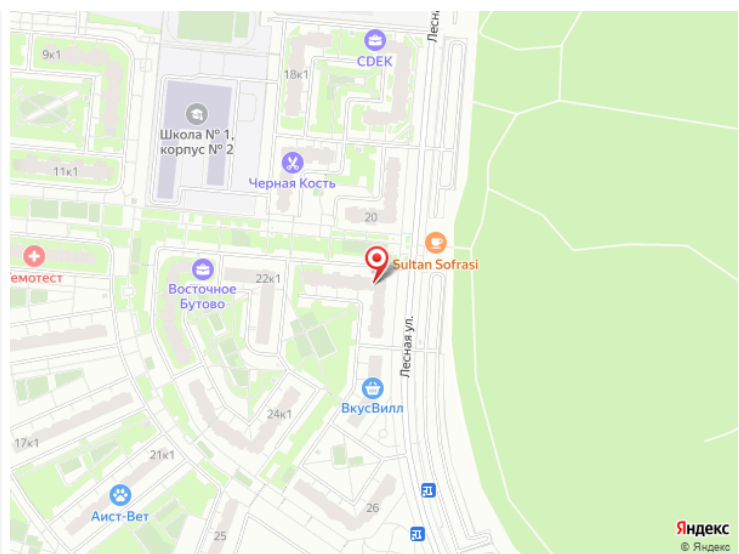 Лесна
9к1
CDEK
18к1
Школа № 1,
корпус № 2
11к1
Черная Кость
20
емотест
Восточное
Бутово
22к1
Sultan Sofrasi
Лесная ул.
ВкусВилл
24к1
17к1
21к1
Аист-Вет
25
26
Яндекс
© Яндекс